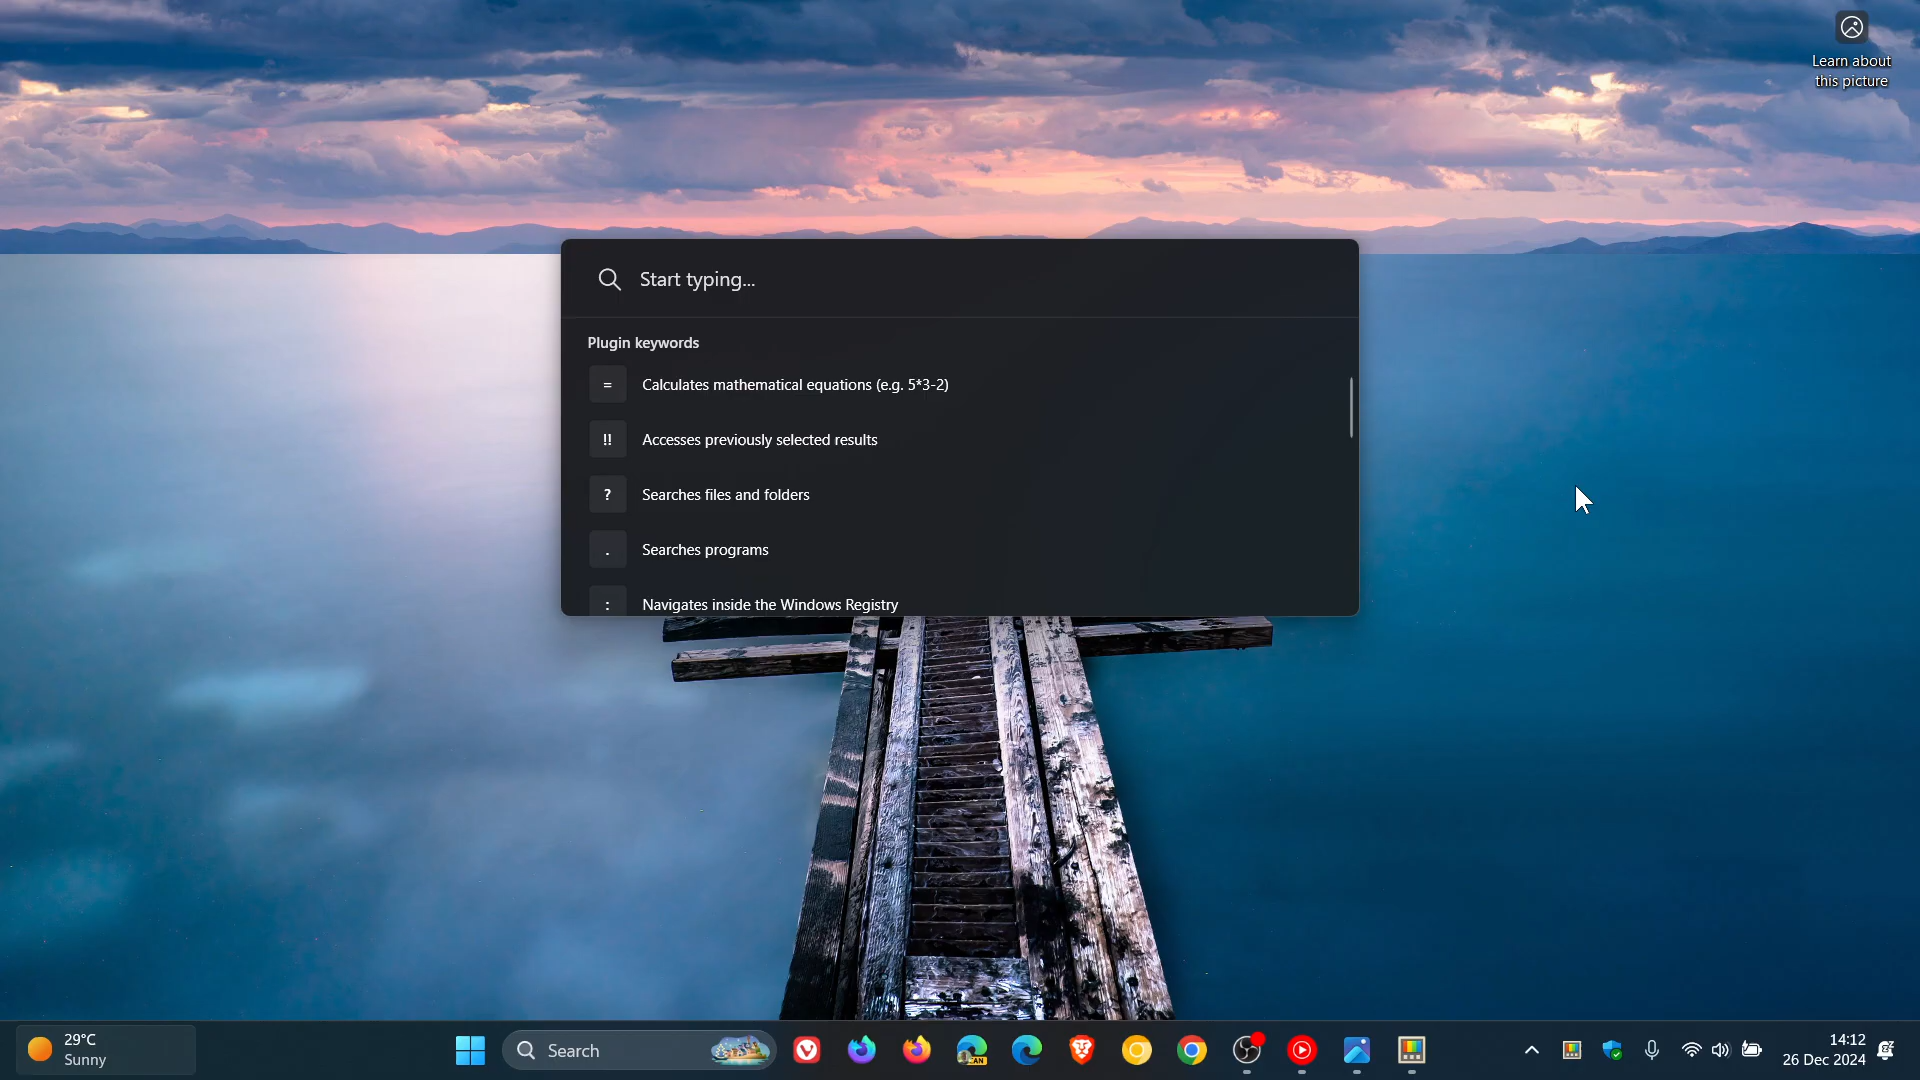 Learn about
this picture
Start typing...
Plugin keywords
= Calculates mathematical equations (e.g. 5*3-2)
!! Accesses previously selected results
? Searches files and folders
. Searches programs
: Navigates inside the Windows Registry
29°C
Sunny
Search
CAN
14:12
26 Dec 2024